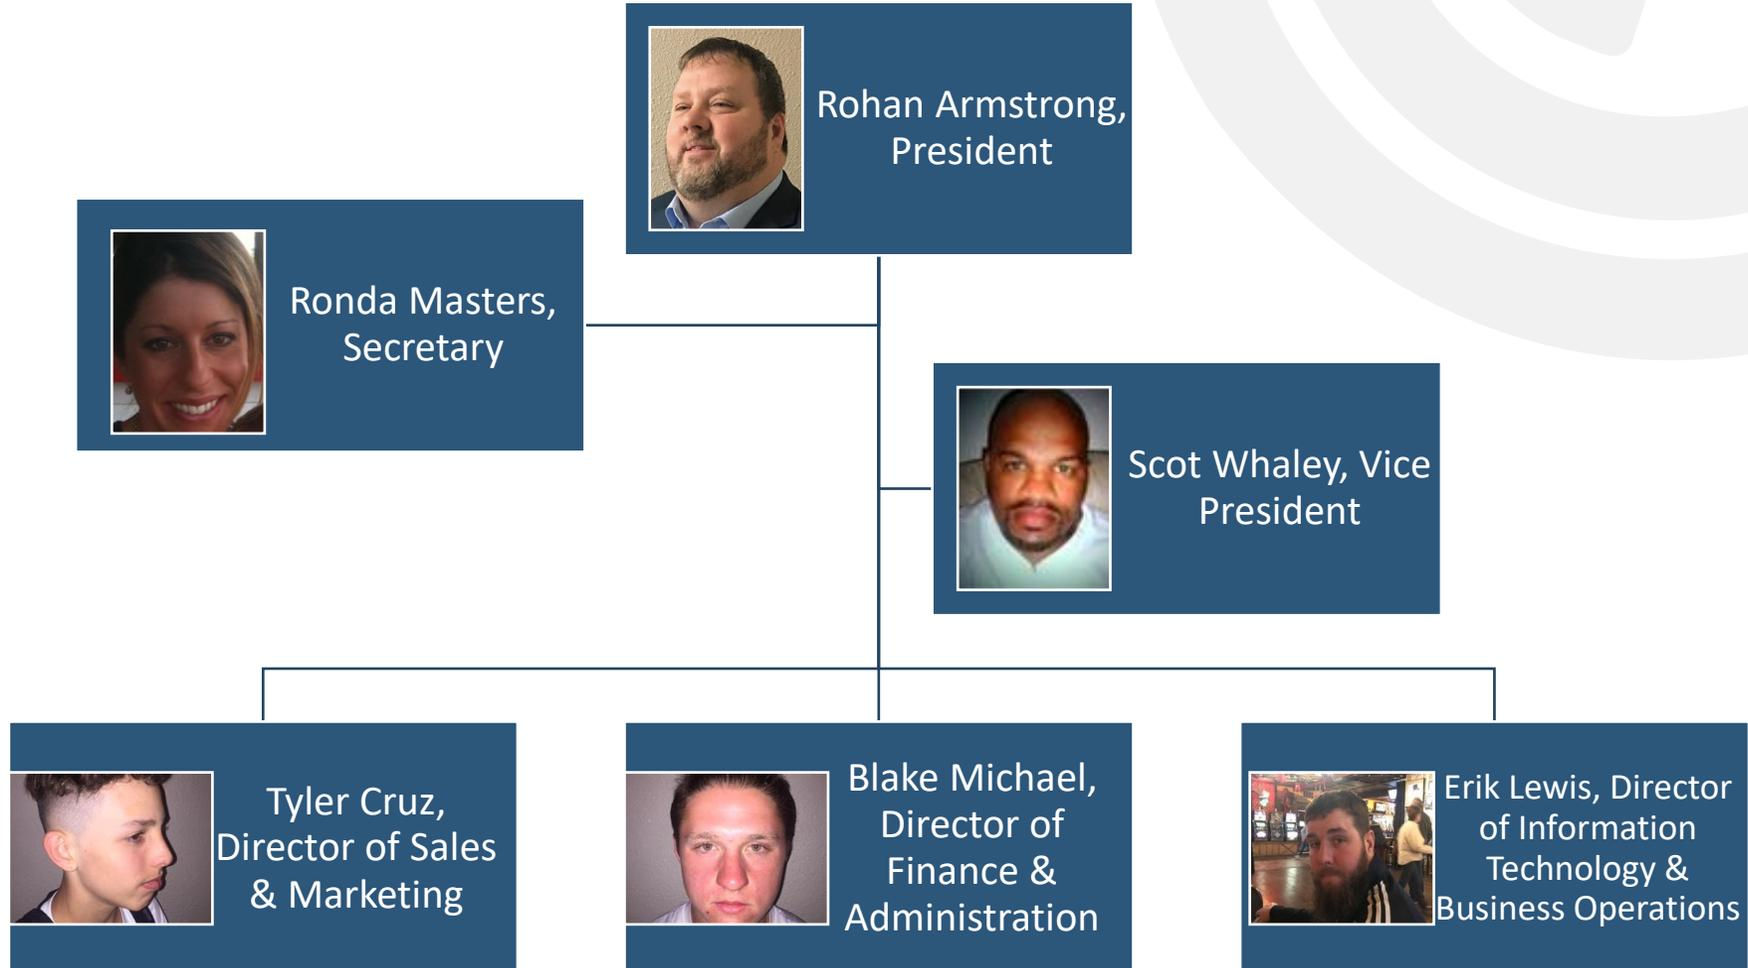 Rohan Armstrong,
President
Ronda Masters,
Secretary
Scot Whaley, Vice
President
Tyler Cruz,
Director of Sales
& Marketing
Blake Michael,
Director of
Finance &
Administration
Erik Lewis, Director
of Information
Technology &
Business Operations